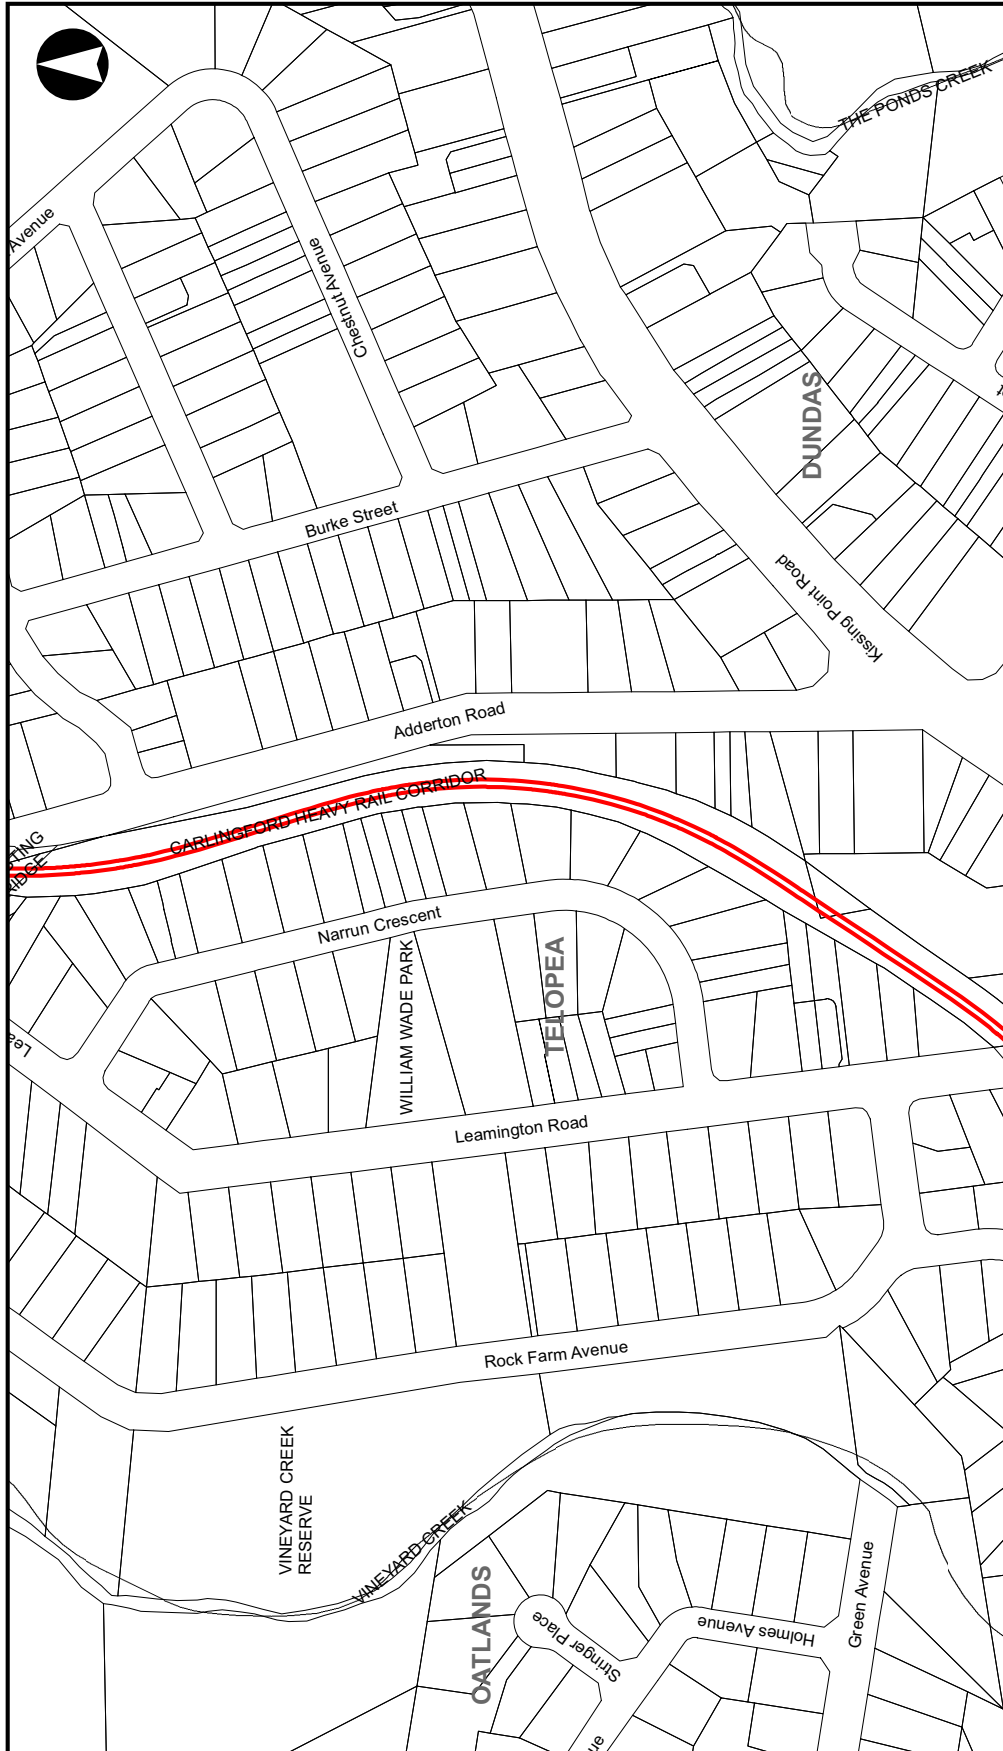 THE PONDS CREEK
Avenue
Chestnut Avenue
DUNDAS
Burke Street
Kissing Point Road
Adderton Road
CARLINGFORD HEAVY RAIL CORRIDOR
Narrun Crescent
WILLIAM WADE PARK
TELOPEA
Leamington Road
Rock Farm Avenue
VINEYARD CREEK
RESERVE
VINEYARD CREEK
OATLANDS
Stringer Place
Holmes Avenue
Green Avenue